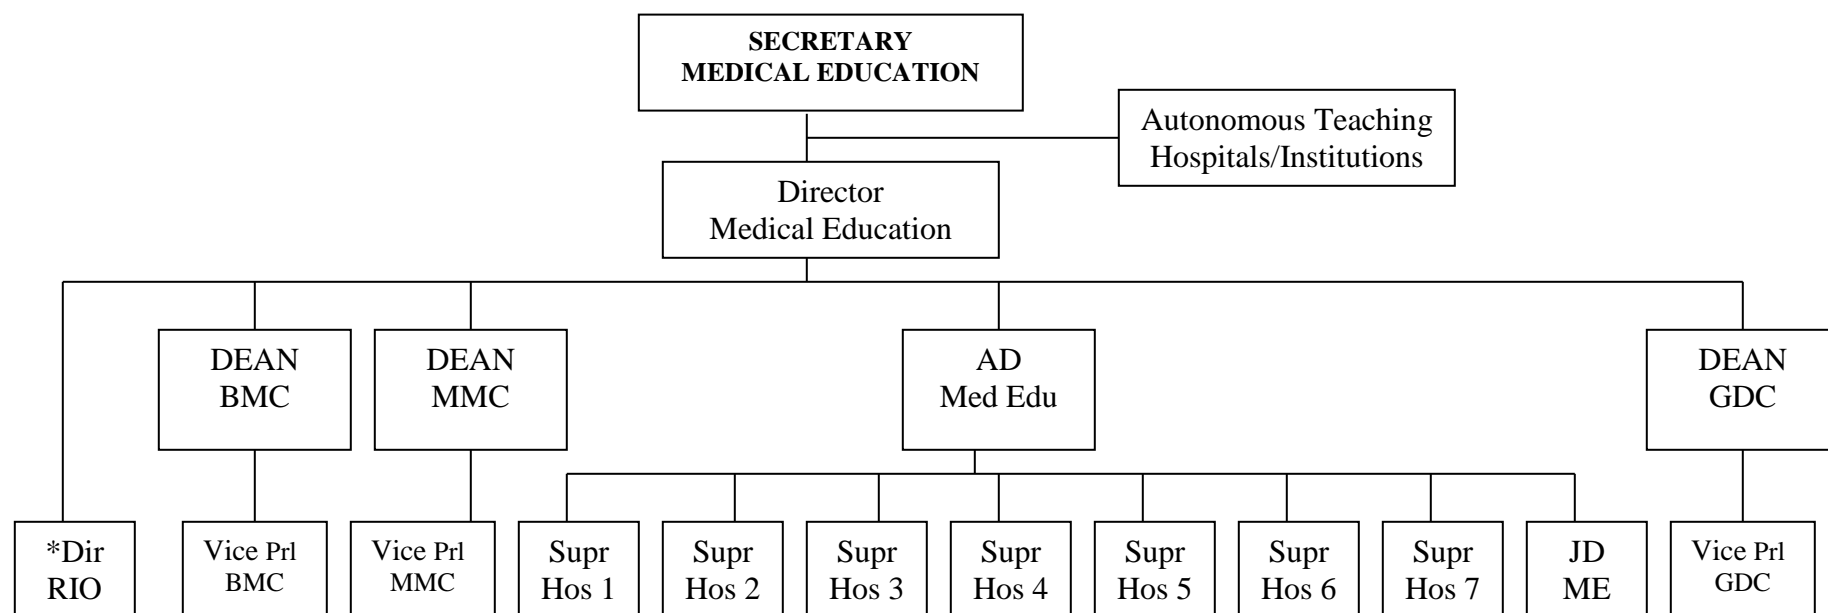 SECRETARY
MEDICAL EDUCATION
Autonomous Teaching
Hospitals/Institutions
Director
Medical Education
DEAN
BMC
DEAN
MMC
AD
Med Edu
DEAN
GDC
*Dir
RIO
Vice Prl
BMC
Vice Prl
MMC
Supr
Hos 1
Supr
Hos 2
Supr
Hos 3
Supr
Hos 4
Supr
Hos 5
Supr
Hos 6
Supr
Hos 7
JD
ME
Vice Prl
GDC